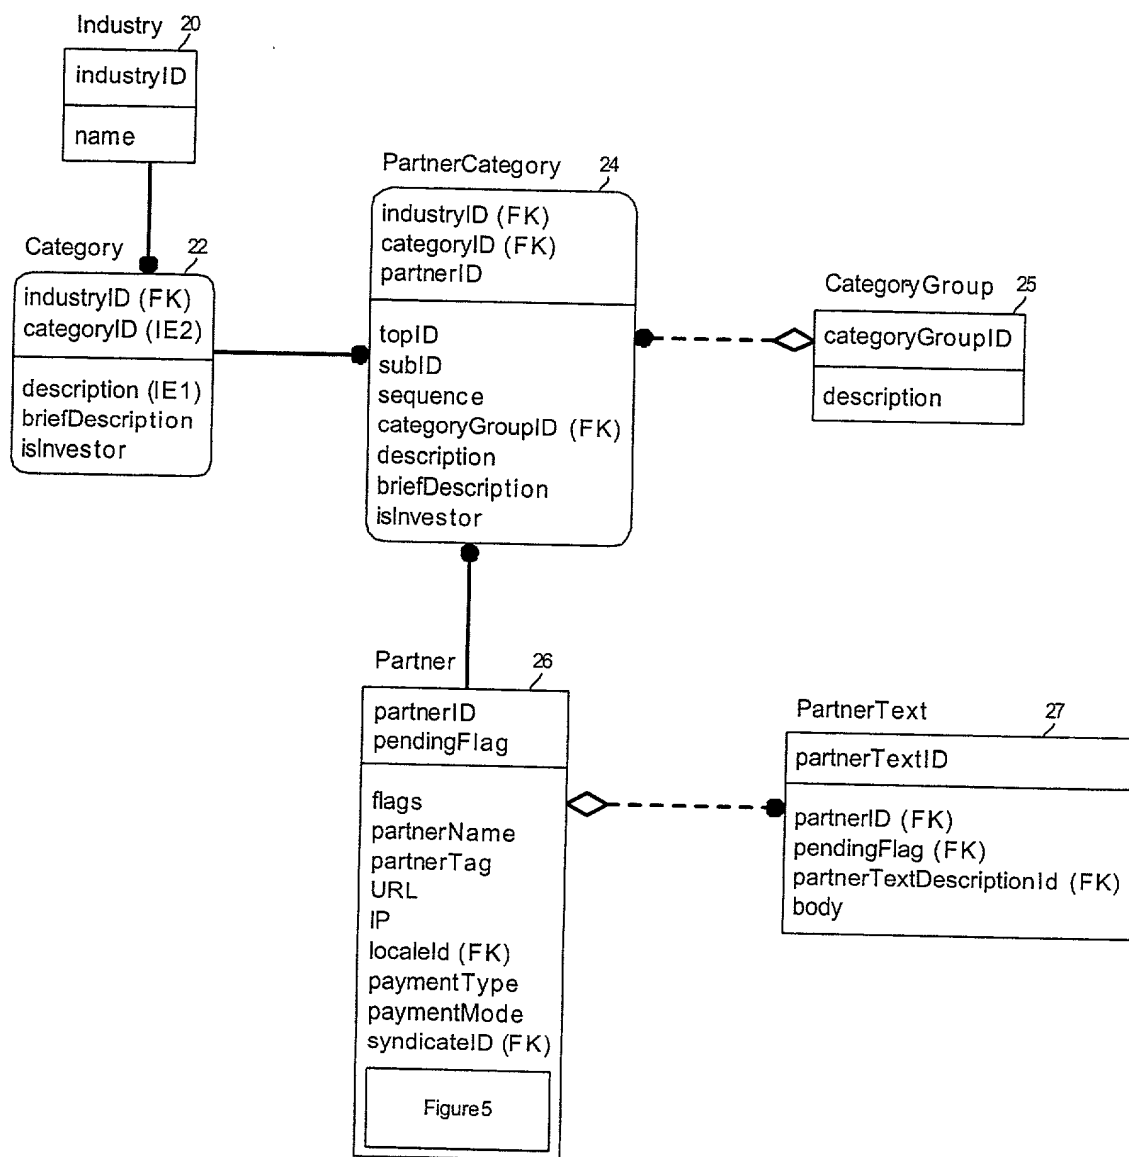 Industry 20
industryID
name
PartnerCategory 24
industryID (FK)
categoryID (FK)
partnerID
topID
subID
sequence
categoryGroupID (FK)
description
briefDescription
isInvestor
Category 22
industryID (FK)
categoryID (IE2)
description (IE1)
briefDescription
isInvestor
CategoryGroup 25
categoryGroupID
description
Partner 26
partnerID
pendingFlag
flags
partnerName
partnerTag
URL
IP
localeId (FK)
paymentType
paymentMode
syndicateID (FK)
Figure5
PartnerText 27
partnerTextID
partnerID (FK)
pendingFlag (FK)
partnerTextDescriptionId (FK)
body